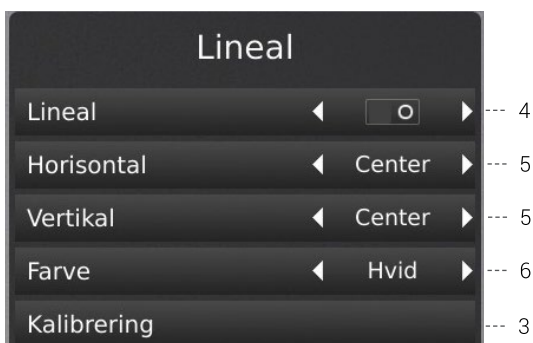 Lineal
Lineal O --- 4
Horisontal Center --- 5
Vertikal Center --- 5
Farve Hvid --- 6
Kalibrering --- 3